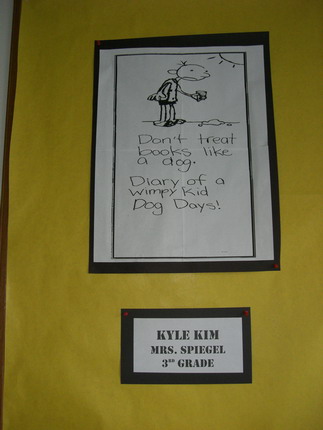 Don't treat
books like
a dog.
Diary of a
wimpy kid
Dog Days!
KYLE KIM
MRS. SPIEGEL
3RD GRADE